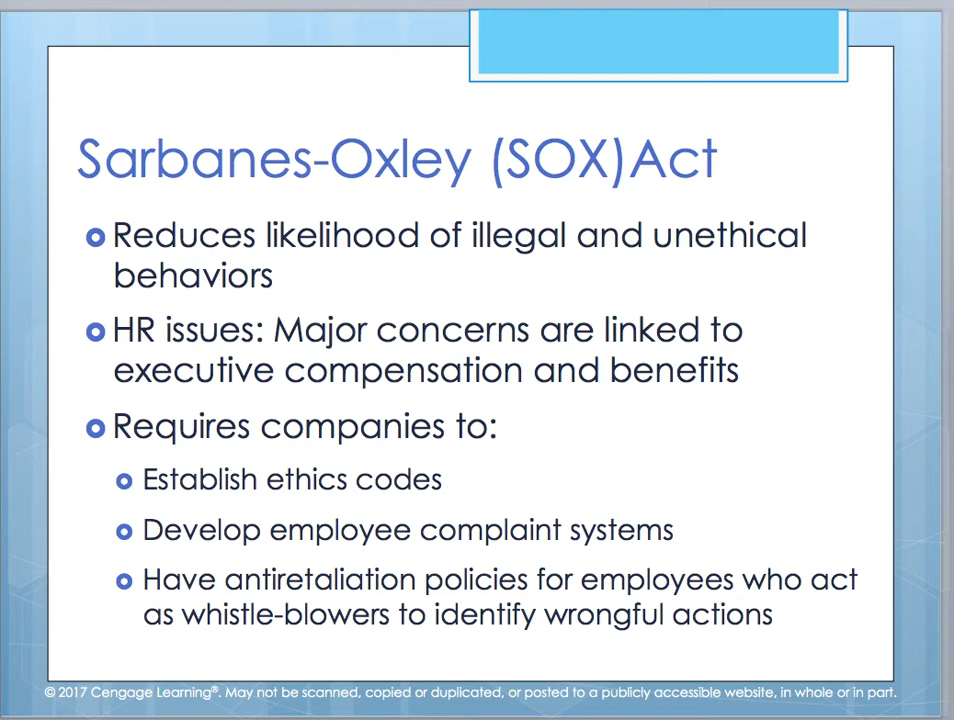 Sarbanes-Oxley (SOX)Act
Reduces likelihood of illegal and unethical
behaviors
HR issues: Major concerns are linked to
executive compensation and benefits
Requires companies to:
Establish ethics codes
Develop employee complaint systems
Have antiretaliation policies for employees who act
as whistle-blowers to identify wrongful actions
© 2017 Cengage Learning®. May not be scanned, copied or duplicated, or posted to a publicly accessible website, in whole or in part.